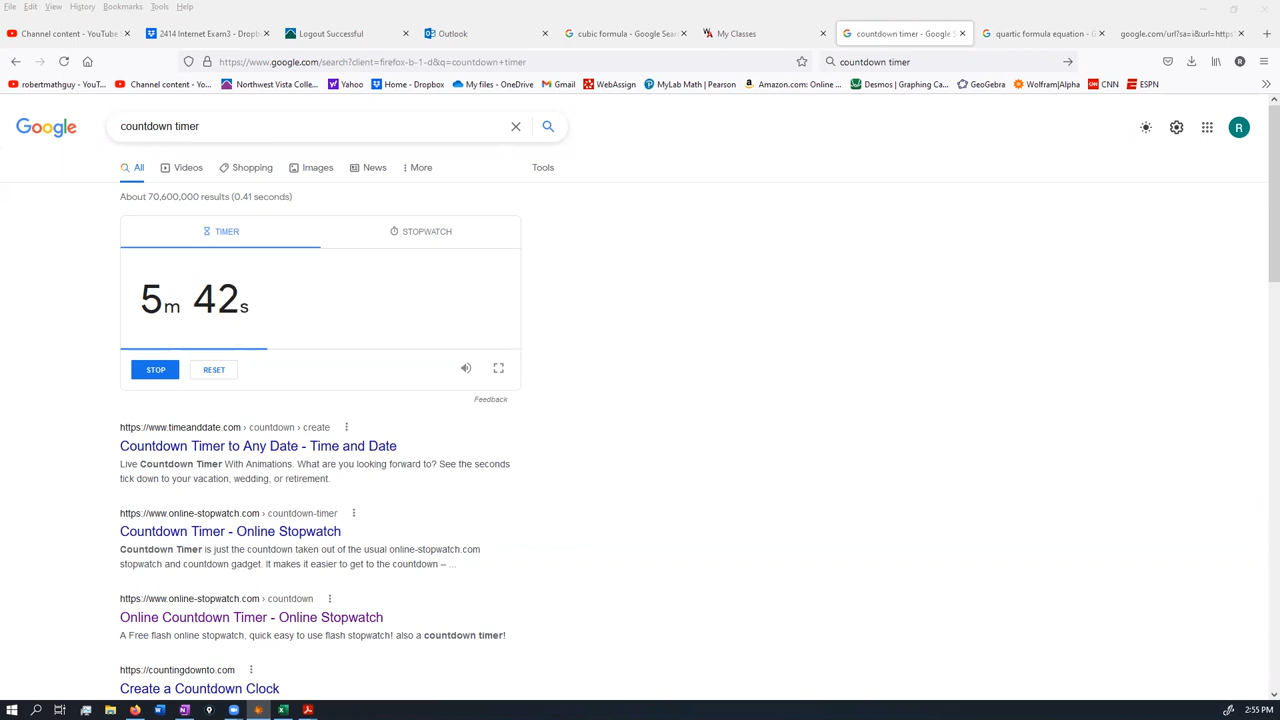 File Edit View History Bookmarks Tools Help
Channel content - YouTube
2414 Internet Exam3 - Dropb
Logout Successful
Outlook
cubic formula - Google Sear
My Classes
countdown timer - Google S
quartic formula equation - G
google.com/url?sa=i&url=https
https://www.google.com/search?client=firefox-b-1-d&q=countdown+timer
countdown timer
robertmathguy - YouT...
Channel content - Yo...
Northwest Vista Colle...
Yahoo
Home - Dropbox
My files - OneDrive
Gmail
WebAssign
MyLab Math | Pearson
Amazon.com: Online ...
Desmos | Graphing Ca...
GeoGebra
Wolfram|Alpha
CNN
ESPN
Google
countdown timer
R
All Videos Shopping Images News More Tools
About 70,600,000 results (0.41 seconds)
TIMER STOPWATCH
5m 42s
STOP RESET
Feedback
https://www.timeanddate.com › countdown › create
Countdown Timer to Any Date - Time and Date
Live Countdown Timer With Animations. What are you looking forward to? See the seconds
tick down to your vacation, wedding, or retirement.
https://www.online-stopwatch.com › countdown-timer
Countdown Timer - Online Stopwatch
Countdown Timer is just the countdown taken out of the usual online-stopwatch.com
stopwatch and countdown gadget. It makes it easier to get to the countdown – ...
https://www.online-stopwatch.com › countdown
Online Countdown Timer - Online Stopwatch
A Free flash online stopwatch, quick easy to use flash stopwatch! also a countdown timer!
https://countingdownto.com
Create a Countdown Clock
2:55 PM